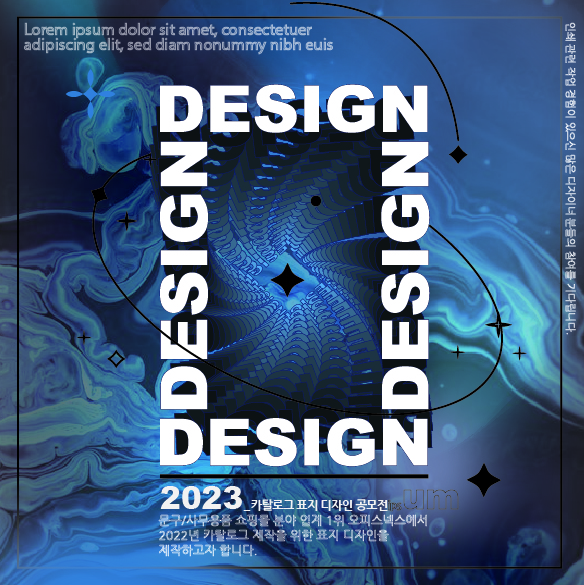 Lorem ipsum dolor sit amet, consectetuer
adipiscing elit, sed diam nonummy nibh euis
인쇄 관련 작업 경험이 있으신 많은 디자이너 분들의 참여를 기다립니다.
DESIGN
DESIGN
DESIGN
DESIGN
2023_카탈로그 표지 디자인 공모전
문구/사무용품 쇼핑몰 분야 업계 1위 오피스넥스에서
2022년 카탈로그 제작을 위한 표지 디자인을
제작하고자 합니다.